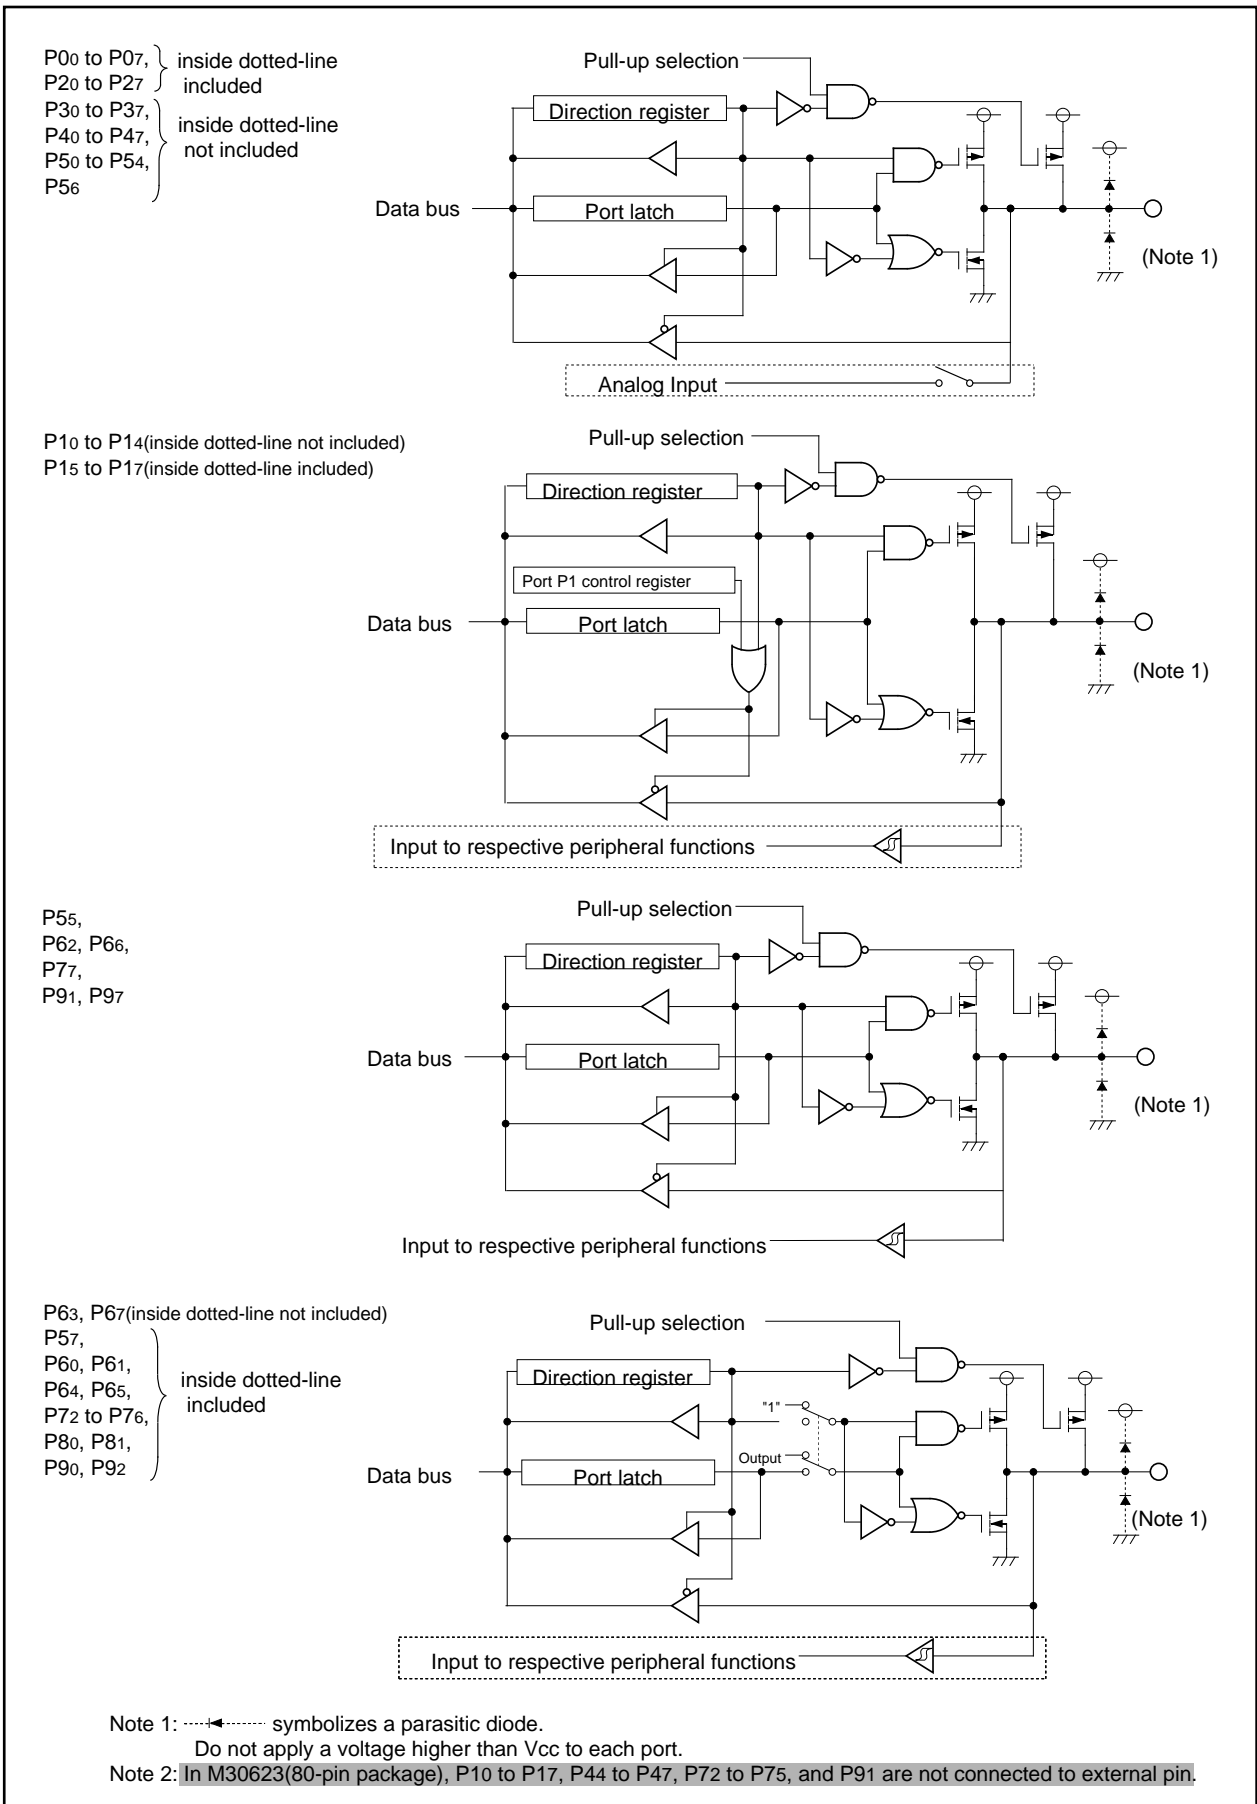 P00 to P07,
P20 to P27
inside dotted-line
included
P30 to P37,
P40 to P47,
P50 to P54,
P56
inside dotted-line
not included
Pull-up selection
Direction register
Data bus
Port latch
(Note 1)
Analog Input
P10 to P14(inside dotted-line not included)
P15 to P17(inside dotted-line included)
Pull-up selection
Direction register
Port P1 control register
Data bus
Port latch
(Note 1)
Input to respective peripheral functions
P55,
P62, P66,
P77,
P91, P97
Pull-up selection
Direction register
Data bus
Port latch
(Note 1)
Input to respective peripheral functions
P63, P67(inside dotted-line not included)
P57,
P60, P61,
P64, P65,
P72 to P76,
P80, P81,
P90, P92
inside dotted-line
included
Pull-up selection
Direction register
"1"
Output
Data bus
Port latch
(Note 1)
Input to respective peripheral functions
Note 1: symbolizes a parasitic diode.
Do not apply a voltage higher than Vcc to each port.
Note 2: In M30623(80-pin package), P10 to P17, P44 to P47, P72 to P75, and P91 are not connected to external pin.